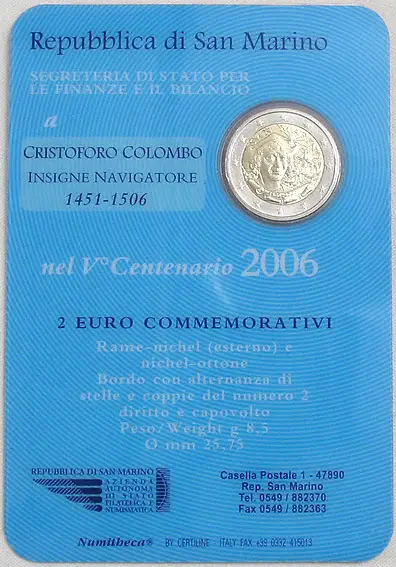 Repubblica di San Marino
SEGRETERIA DI STATO PER
LE FINANZE E IL BILANCIO
a
CRISTOFORO COLOMBO
INSIGNE NAVIGATORE
1451-1506
nel V° Centenario 2006
2 EURO COMMEMORATIVI
Rame-nichel (esterno) e
nichel-ottone
Bordo con alternanza di
stelle e coppie del numero 2
diritto e capovolto
Peso/Weight g 8,5
Ø mm 25,75
REPUBBLICA DI SAN MARINO
AZIENDA
AUTONOMA
DI STATO
FILATELICA E
NUMISMATICA
Casella Postale 1 - 47890
Rep. San Marino
Tel. 0549 / 882370
Fax 0549 / 882363
Numitheca® BY CERTILINE - ITALY FAX +39 0332 415013